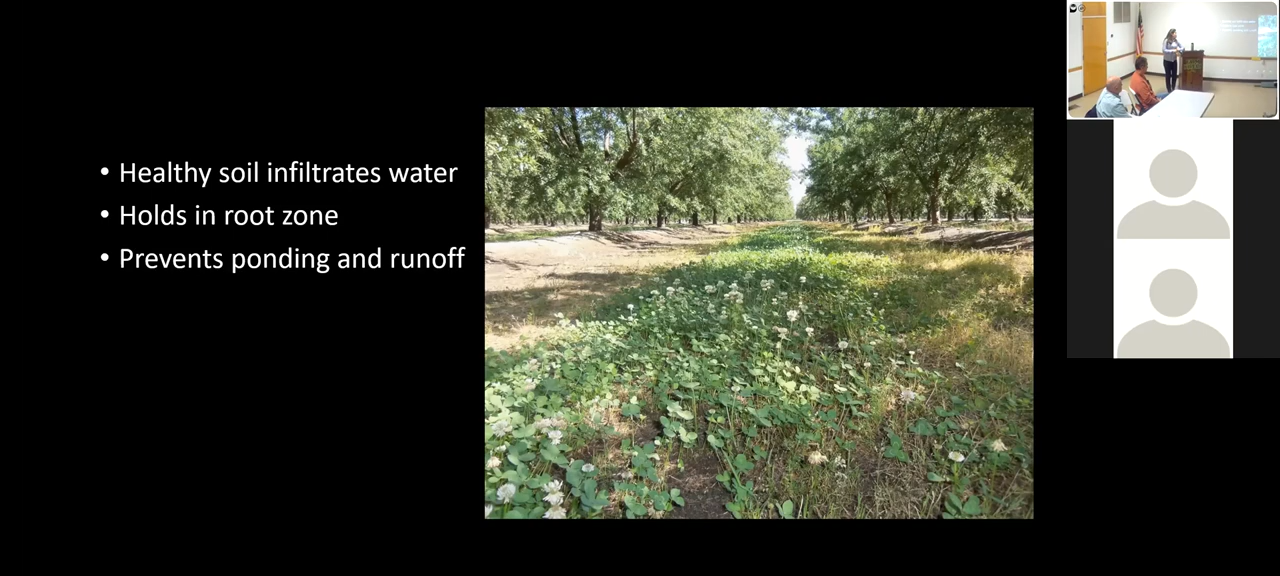 • Healthy soil infiltrates water
• Holds in root zone
• Prevents ponding and runoff